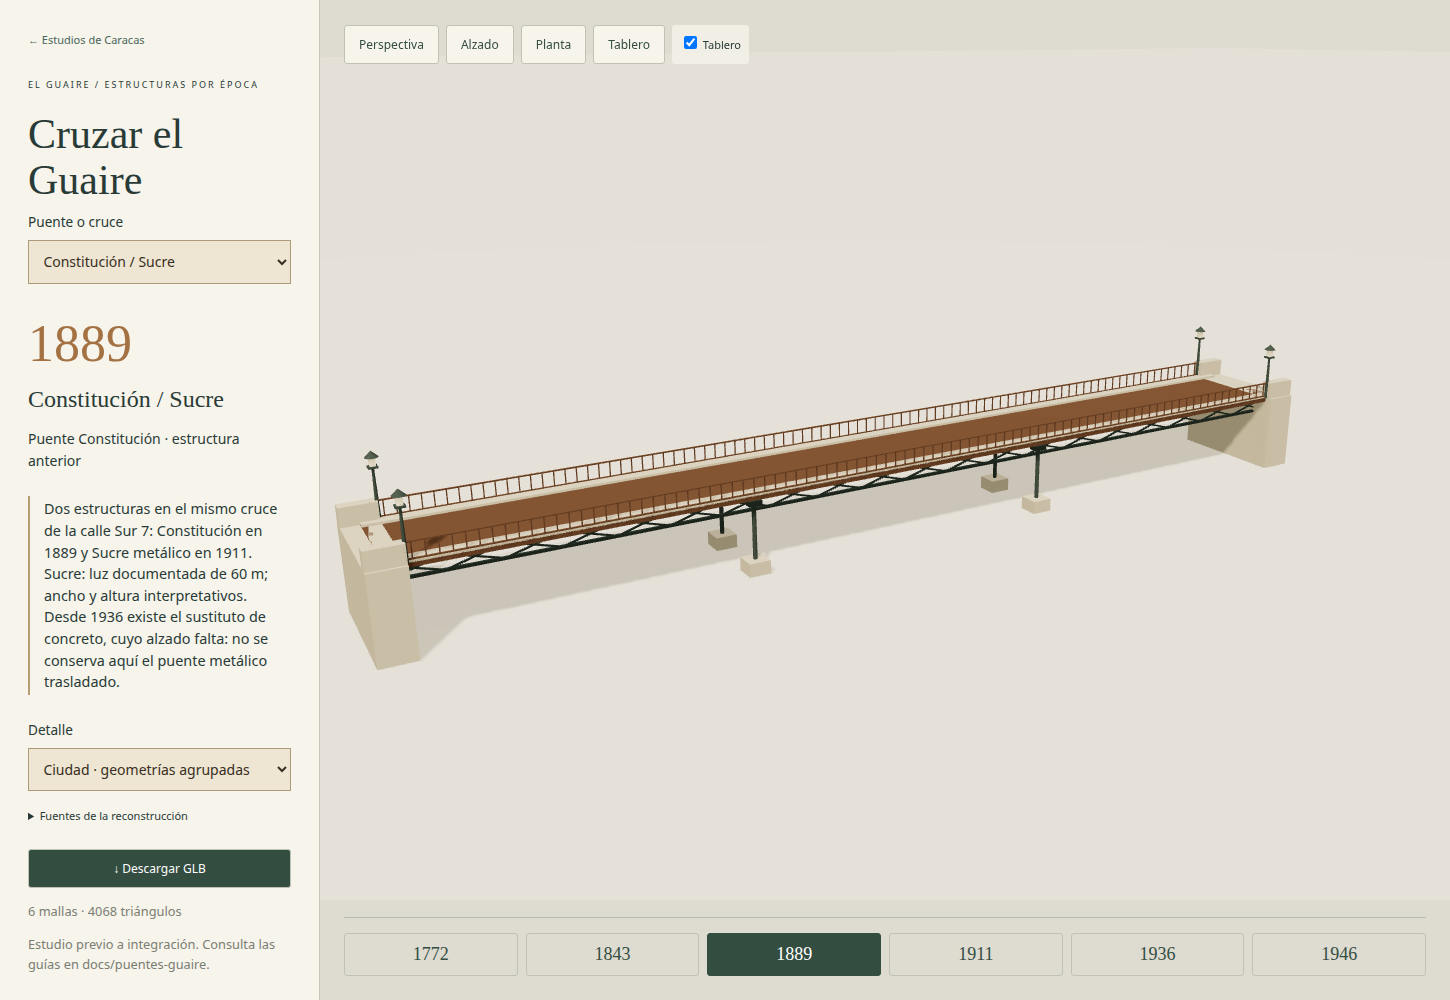 ← Estudios de Caracas
EL GUAIRE / ESTRUCTURAS POR ÉPOCA
Cruzar el
Guaire
Puente o cruce
Constitución / Sucre
1889
Constitución / Sucre
Puente Constitución · estructura
anterior
Dos estructuras en el mismo cruce
de la calle Sur 7: Constitución en
1889 y Sucre metálico en 1911.
Sucre: luz documentada de 60 m;
ancho y altura interpretativos.
Desde 1936 existe el sustituto de
concreto, cuyo alzado falta: no se
conserva aquí el puente metálico
trasladado.
Detalle
Ciudad · geometrías agrupadas
▶ Fuentes de la reconstrucción
↓ Descargar GLB
6 mallas · 4068 triángulos
Estudio previo a integración. Consulta las
guías en docs/puentes-guaire.
Perspectiva Alzado Planta Tablero Tablero
1772 1843 1889 1911 1936 1946